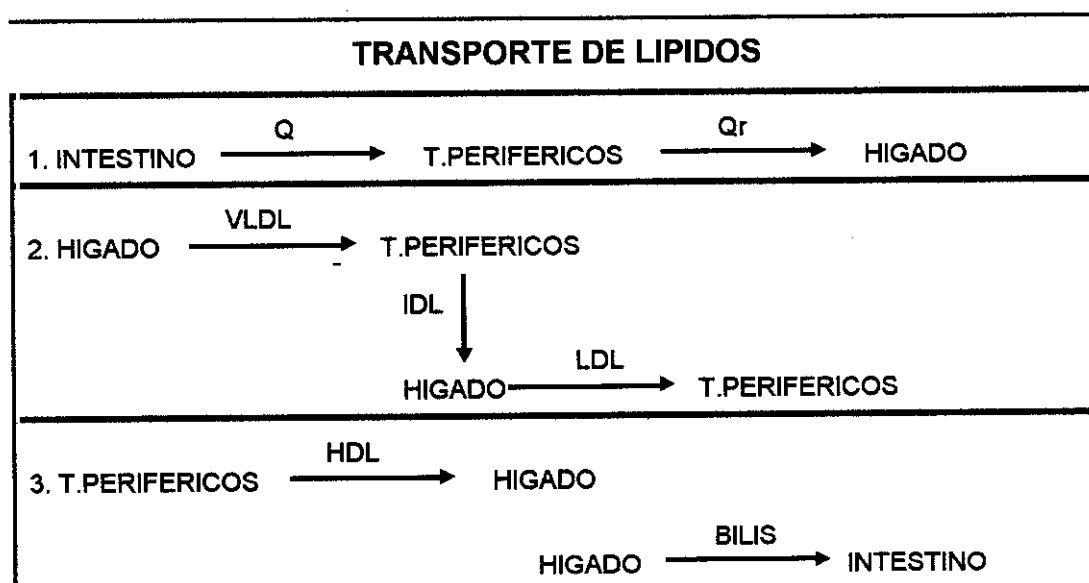 TRANSPORTE DE LIPIDOS
Q Qr
1. INTESTINO T.PERIFERICOS HIGADO
VLDL
2. HIGADO T.PERIFERICOS
IDL
LDL
HIGADO T.PERIFERICOS
HDL
3. T.PERIFERICOS HIGADO
BILIS
HIGADO INTESTINO